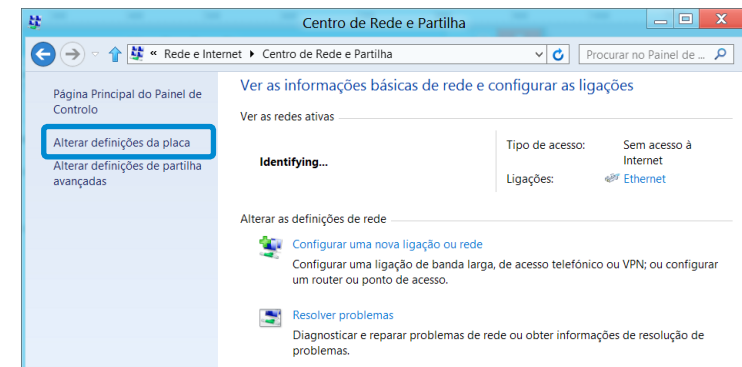 Centro de Rede e Partilha
« Rede e Internet Centro de Rede e Partilha
Procurar no Painel de ...
Página Principal do Painel de
Controlo
Alterar definições da placa
Alterar definições de partilha
avançadas
Ver as informações básicas de rede e configurar as ligações
Ver as redes ativas
Identifying...
Tipo de acesso: Sem acesso à
Internet
Ligações: Ethernet
Alterar as definições de rede
Configurar uma nova ligação ou rede
Configurar uma ligação de banda larga, de acesso telefónico ou VPN; ou configurar
um router ou ponto de acesso.
Resolver problemas
Diagnosticar e reparar problemas de rede ou obter informações de resolução de
problemas.